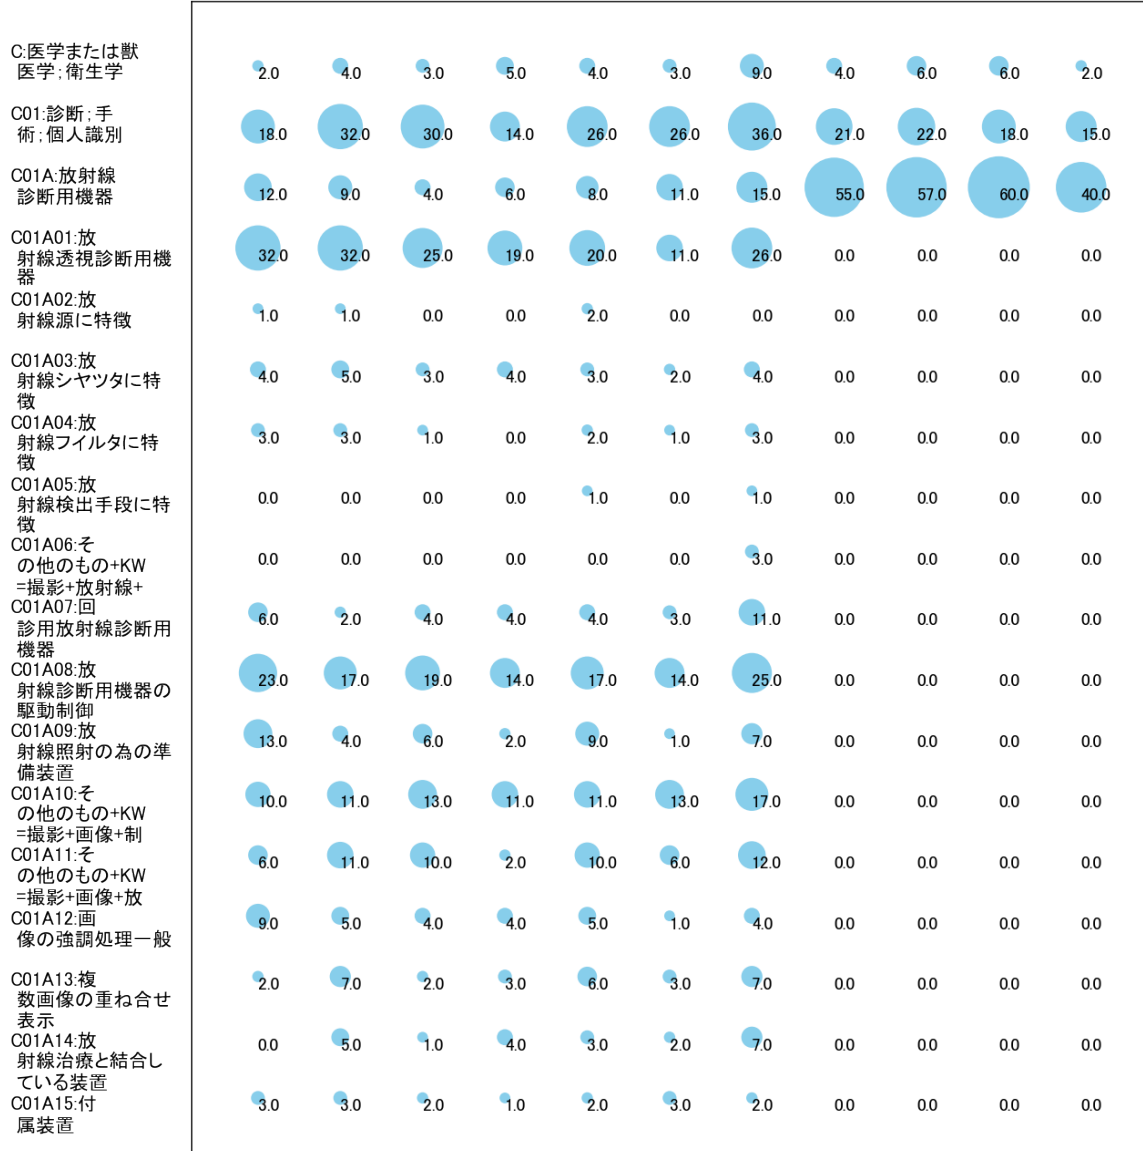 C:医学または獣
医学;衛生学
2.0 4.0 3.0 5.0 4.0 3.0 9.0 4.0 6.0 6.0 2.0
C01:診断;手
術;個人識別
18.0 32.0 30.0 14.0 26.0 26.0 36.0 21.0 22.0 18.0 15.0
C01A:放射線
診断用機器
12.0 9.0 4.0 6.0 8.0 11.0 15.0 55.0 57.0 60.0 40.0
C01A01:放
射線透視診断用機
器
32.0 32.0 25.0 19.0 20.0 11.0 26.0 0.0 0.0 0.0 0.0
C01A02:放
射線源に特徴
1.0 1.0 0.0 0.0 2.0 0.0 0.0 0.0 0.0 0.0 0.0
C01A03:放
射線シヤツタに特
徴
4.0 5.0 3.0 4.0 3.0 2.0 4.0 0.0 0.0 0.0 0.0
C01A04:放
射線フイルタに特
徴
3.0 3.0 1.0 0.0 2.0 1.0 3.0 0.0 0.0 0.0 0.0
C01A05:放
射線検出手段に特
徴
0.0 0.0 0.0 0.0 1.0 0.0 1.0 0.0 0.0 0.0 0.0
C01A06:そ
の他のもの+KW
=撮影+放射線+
0.0 0.0 0.0 0.0 0.0 0.0 3.0 0.0 0.0 0.0 0.0
C01A07:回
診用放射線診断用
機器
6.0 2.0 4.0 4.0 4.0 3.0 11.0 0.0 0.0 0.0 0.0
C01A08:放
射線診断用機器の
駆動制御
23.0 17.0 19.0 14.0 17.0 14.0 25.0 0.0 0.0 0.0 0.0
C01A09:放
射線照射の為の準
備装置
13.0 4.0 6.0 2.0 9.0 1.0 7.0 0.0 0.0 0.0 0.0
C01A10:そ
の他のもの+KW
=撮影+画像+制
10.0 11.0 13.0 11.0 11.0 13.0 17.0 0.0 0.0 0.0 0.0
C01A11:そ
の他のもの+KW
=撮影+画像+放
6.0 11.0 10.0 2.0 10.0 6.0 12.0 0.0 0.0 0.0 0.0
C01A12:画
像の強調処理一般
9.0 5.0 4.0 4.0 5.0 1.0 4.0 0.0 0.0 0.0 0.0
C01A13:複
数画像の重ね合せ
表示
2.0 7.0 2.0 3.0 6.0 3.0 7.0 0.0 0.0 0.0 0.0
C01A14:放
射線治療と結合し
ている装置
0.0 5.0 1.0 4.0 3.0 2.0 7.0 0.0 0.0 0.0 0.0
C01A15:付
属装置
3.0 3.0 2.0 1.0 2.0 3.0 2.0 0.0 0.0 0.0 0.0